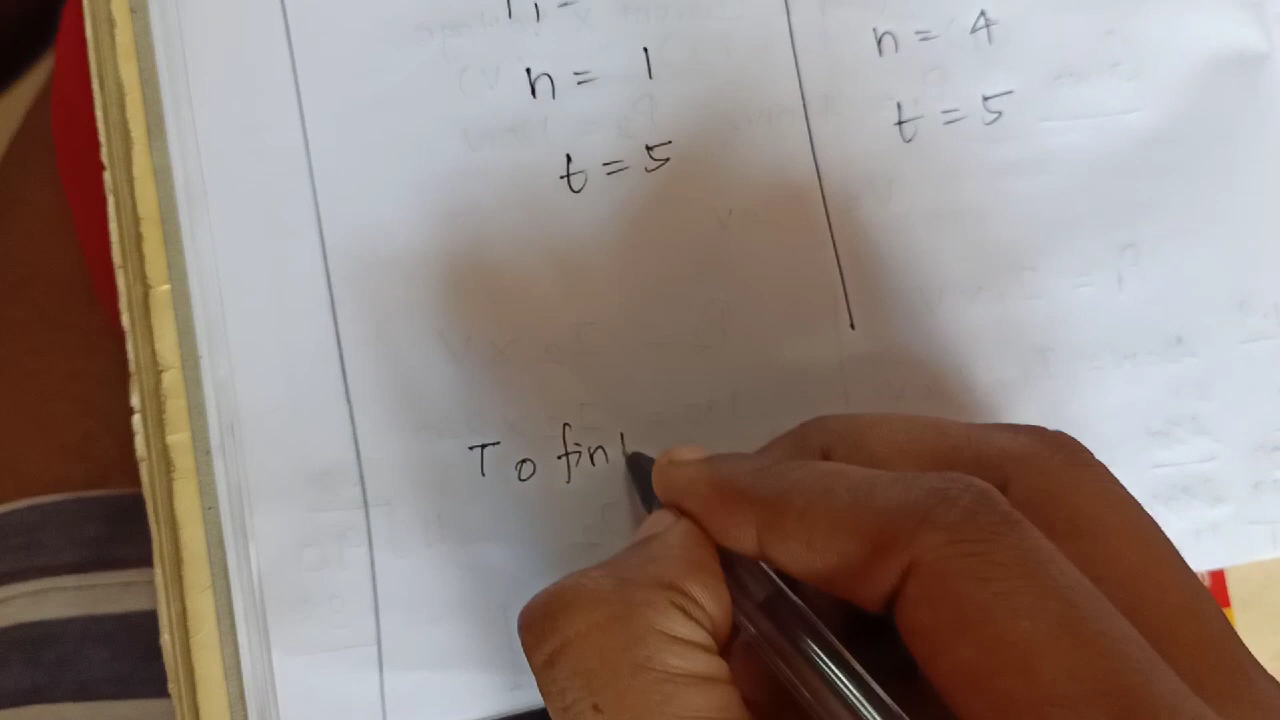 n = 1
t = 5
n = 4
t = 5
To fin